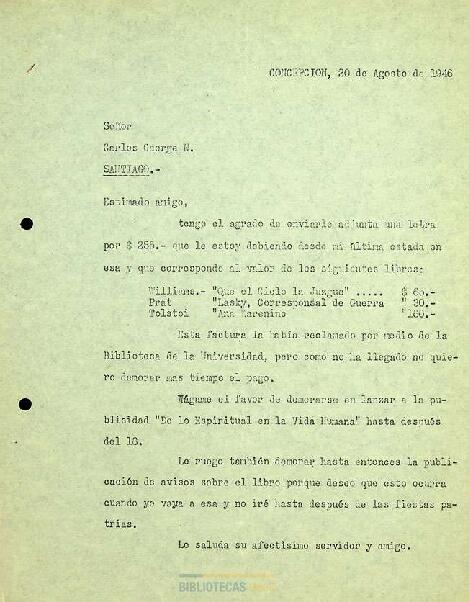 CONCEPCION, 20 de Agosto de 1946
Señor
Carlos George N.
SANTIAGO.-
Estimado amigo,
tengo el agrado de enviarle adjunta una letra
por $ 255.- que le estoy debiendo desde mi última estada en
esa y que corresponde al valor de los siguientes libros:
Williams.- "Que el Cielo la Juzgue" ..... $ 65.-
Prat "Lasky, Corresponsal de Guerra " 30.-
Tolstoi "Ana Karenine "160.-
Esta factura la había reclamado por medio de la
Biblioteca de la Universidad, pero como no ha llegado no quie-
ro demorar mas tiempo el pago.
Hágame el favor de demorarse en lanzar a la pu-
blicidad "De lo Espiritual en la Vida Humana" hasta después
del 18.
Le ruego también demorar hasta entonces la publi-
cación de avisos sobre el libro porque deseo que esto ocurra
cuando yo vaya a esa y no iré hasta después de las fiestas pa-
trias.
Lo saluda su afectísimo servidor y amigo.
BIBLIOTECAS